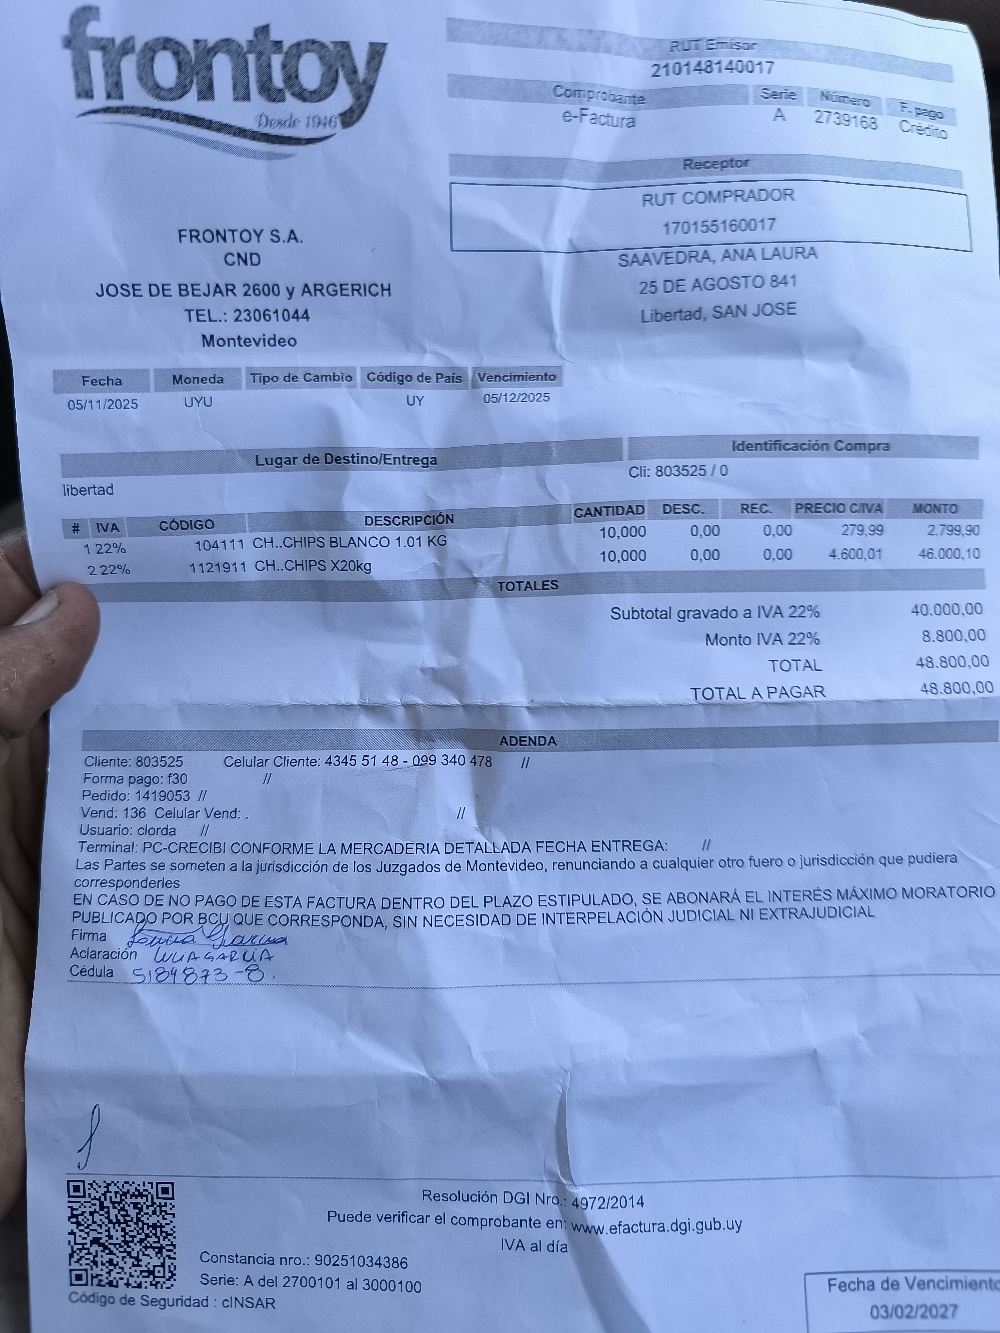 frontoy
Desde 1946
RUT Emisor
210148140017
Comprobante Serie Número F. pago
e-Factura A 2739168 Crédito
Receptor
RUT COMPRADOR
170155160017
SAAVEDRA, ANA LAURA
25 DE AGOSTO 841
Libertad, SAN JOSE
FRONTOY S.A.
CND
JOSE DE BEJAR 2600 y ARGERICH
TEL.: 23061044
Montevideo
Fecha Moneda Tipo de Cambio Código de País Vencimiento
05/11/2025 UYU UY 05/12/2025
Lugar de Destino/Entrega Identificación Compra
libertad Cli: 803525 / 0
# IVA CÓDIGO DESCRIPCIÓN CANTIDAD DESC. REC. PRECIO C/IVA MONTO
1 22% 104111 CH..CHIPS BLANCO 1.01 KG 10,000 0,00 0,00 279,99 2.799,90
2 22% 1121911 CH..CHIPS X20kg 10,000 0,00 0,00 4.600,01 46.000,10
TOTALES
Subtotal gravado a IVA 22% 40.000,00
Monto IVA 22% 8.800,00
TOTAL 48.800,00
TOTAL A PAGAR 48.800,00
ADENDA
Cliente: 803525 Celular Cliente: 4345 51 48 - 099 340 478 //
Forma pago: f30 //
Pedido: 1419053 //
Vend: 136 Celular Vend: . //
Usuario: clorda //
Terminal: PC-CRECIBI CONFORME LA MERCADERIA DETALLADA FECHA ENTREGA: //
Las Partes se someten a la jurisdicción de los Juzgados de Montevideo, renunciando a cualquier otro fuero o jurisdicción que pudiera
corresponderles
EN CASO DE NO PAGO DE ESTA FACTURA DENTRO DEL PLAZO ESTIPULADO, SE ABONARÁ EL INTERÉS MÁXIMO MORATORIO
PUBLICADO POR BCU QUE CORRESPONDA, SIN NECESIDAD DE INTERPELACIÓN JUDICIAL NI EXTRAJUDICIAL
Firma
Aclaración GARCIA
Cédula 5189873-8.
Resolución DGI Nro.: 4972/2014
Puede verificar el comprobante en: www.efactura.dgi.gub.uy
IVA al día
Constancia nro.: 90251034386
Serie: A del 2700101 al 3000100
Código de Seguridad : cINSAR
Fecha de Vencimiento
03/02/2027